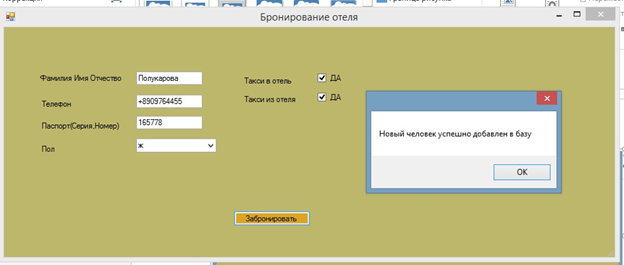 Бронирование отеля
Фамилия Имя Отчество
Полукарова
Телефон
+8909764455
Паспорт(Серия,Номер)
165778
Пол
ж
Такси в отель
ДА
Такси из отеля
ДА
Забронировать
Новый человек успешно добавлен в базу
OK